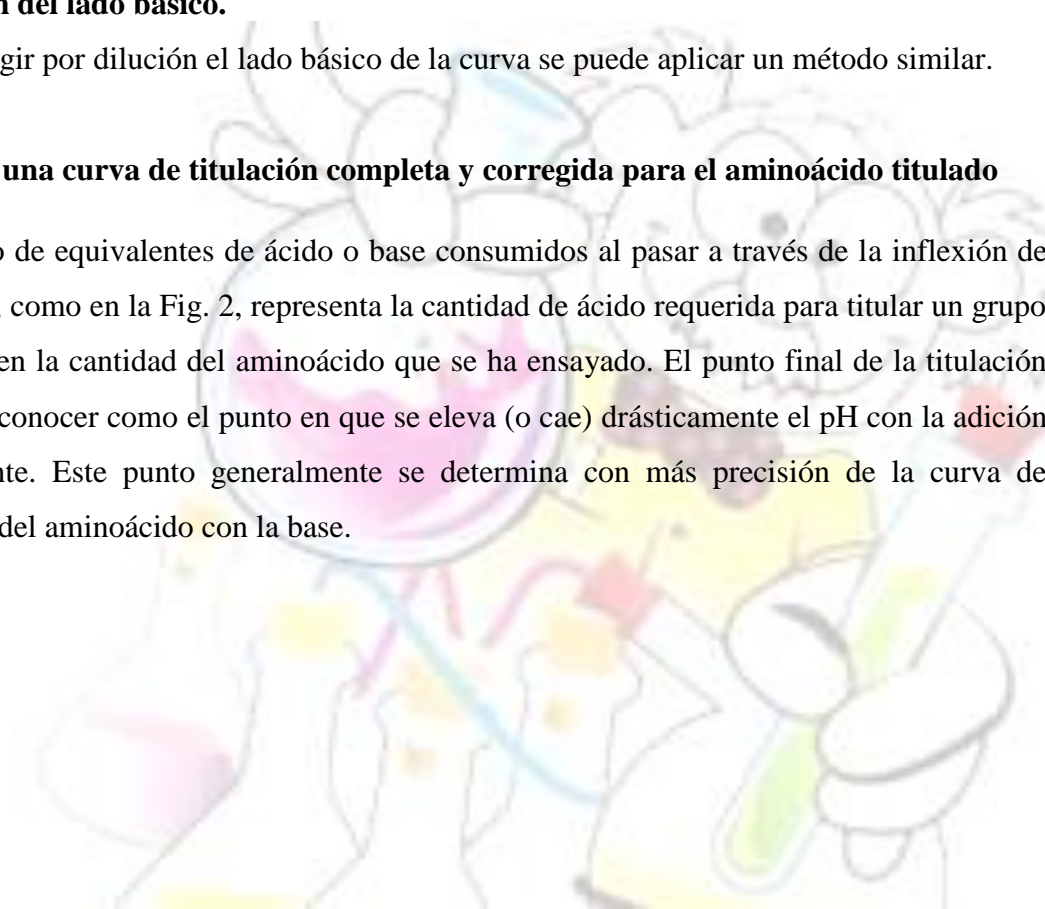 n del lado básico.
gir por dilución el lado básico de la curva se puede aplicar un método similar.
una curva de titulación completa y corregida para el aminoácido titulado
o de equivalentes de ácido o base consumidos al pasar a través de la inflexión de
como en la Fig. 2, representa la cantidad de ácido requerida para titular un grupo
en la cantidad del aminoácido que se ha ensayado. El punto final de la titulación
conocer como el punto en que se eleva (o cae) drásticamente el pH con la adición
nte. Este punto generalmente se determina con más precisión de la curva de
del aminoácido con la base.